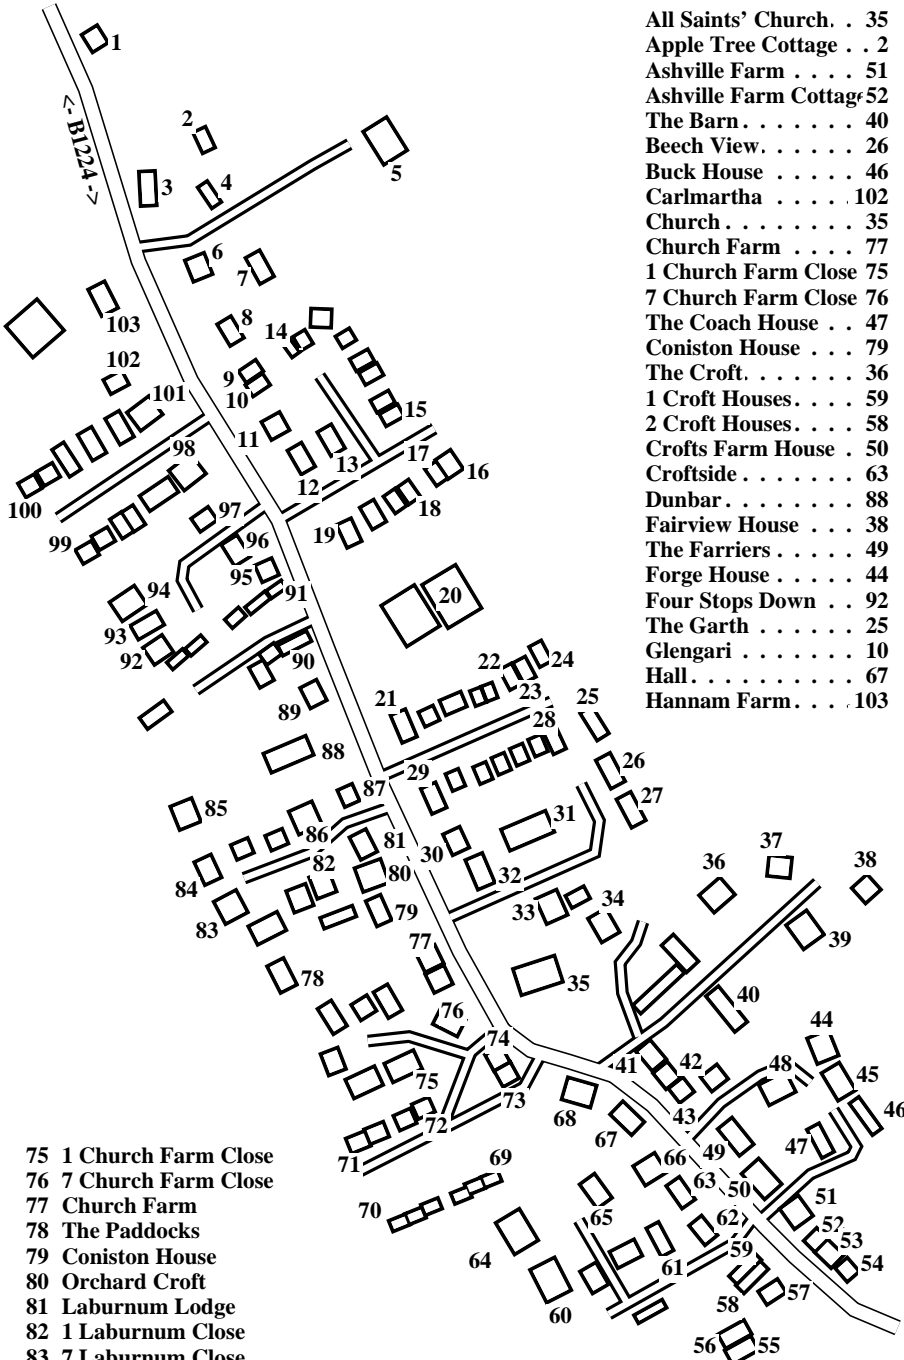 All Saints' Church. . 35
Apple Tree Cottage . . 2
Ashville Farm . . . . 51
Ashville Farm Cottage 52
The Barn. . . . . . . 40
Beech View. . . . . . 26
Buck House . . . . . 46
Carlmartha . . . . . 102
Church . . . . . . . . 35
Church Farm . . . . 77
1 Church Farm Close 75
7 Church Farm Close 76
The Coach House . . 47
Coniston House . . . 79
The Croft. . . . . . . 36
1 Croft Houses. . . . 59
2 Croft Houses. . . . 58
Crofts Farm House . 50
Croftside . . . . . . 63
Dunbar. . . . . . . . 88
Fairview House . . . 38
The Farriers . . . . . 49
Forge House . . . . . 44
Four Stops Down . . 92
The Garth . . . . . . 25
Glengari . . . . . . . 10
Hall . . . . . . . . . . 67
Hannam Farm. . . . 103
<- B1224 ->
1
2
3
4
5
6
7
8
9
10
11
12
13
14
15
16
17
18
19
20
21
22
23
24
25
26
27
28
29
30
31
32
33
34
35
36
37
38
39
40
41
42
43
44
45
46
47
48
49
50
51
52
53
54
55
56
57
58
59
60
61
62
63
64
65
66
67
68
69
70
71
72
73
74
75
76
77
78
79
80
81
82
83
84
85
86
87
88
89
90
91
92
93
94
95
96
97
98
99
100
101
102
103
75 1 Church Farm Close
76 7 Church Farm Close
77 Church Farm
78 The Paddocks
79 Coniston House
80 Orchard Croft
81 Laburnum Lodge
82 1 Laburnum Close
83 7 Laburnum Close